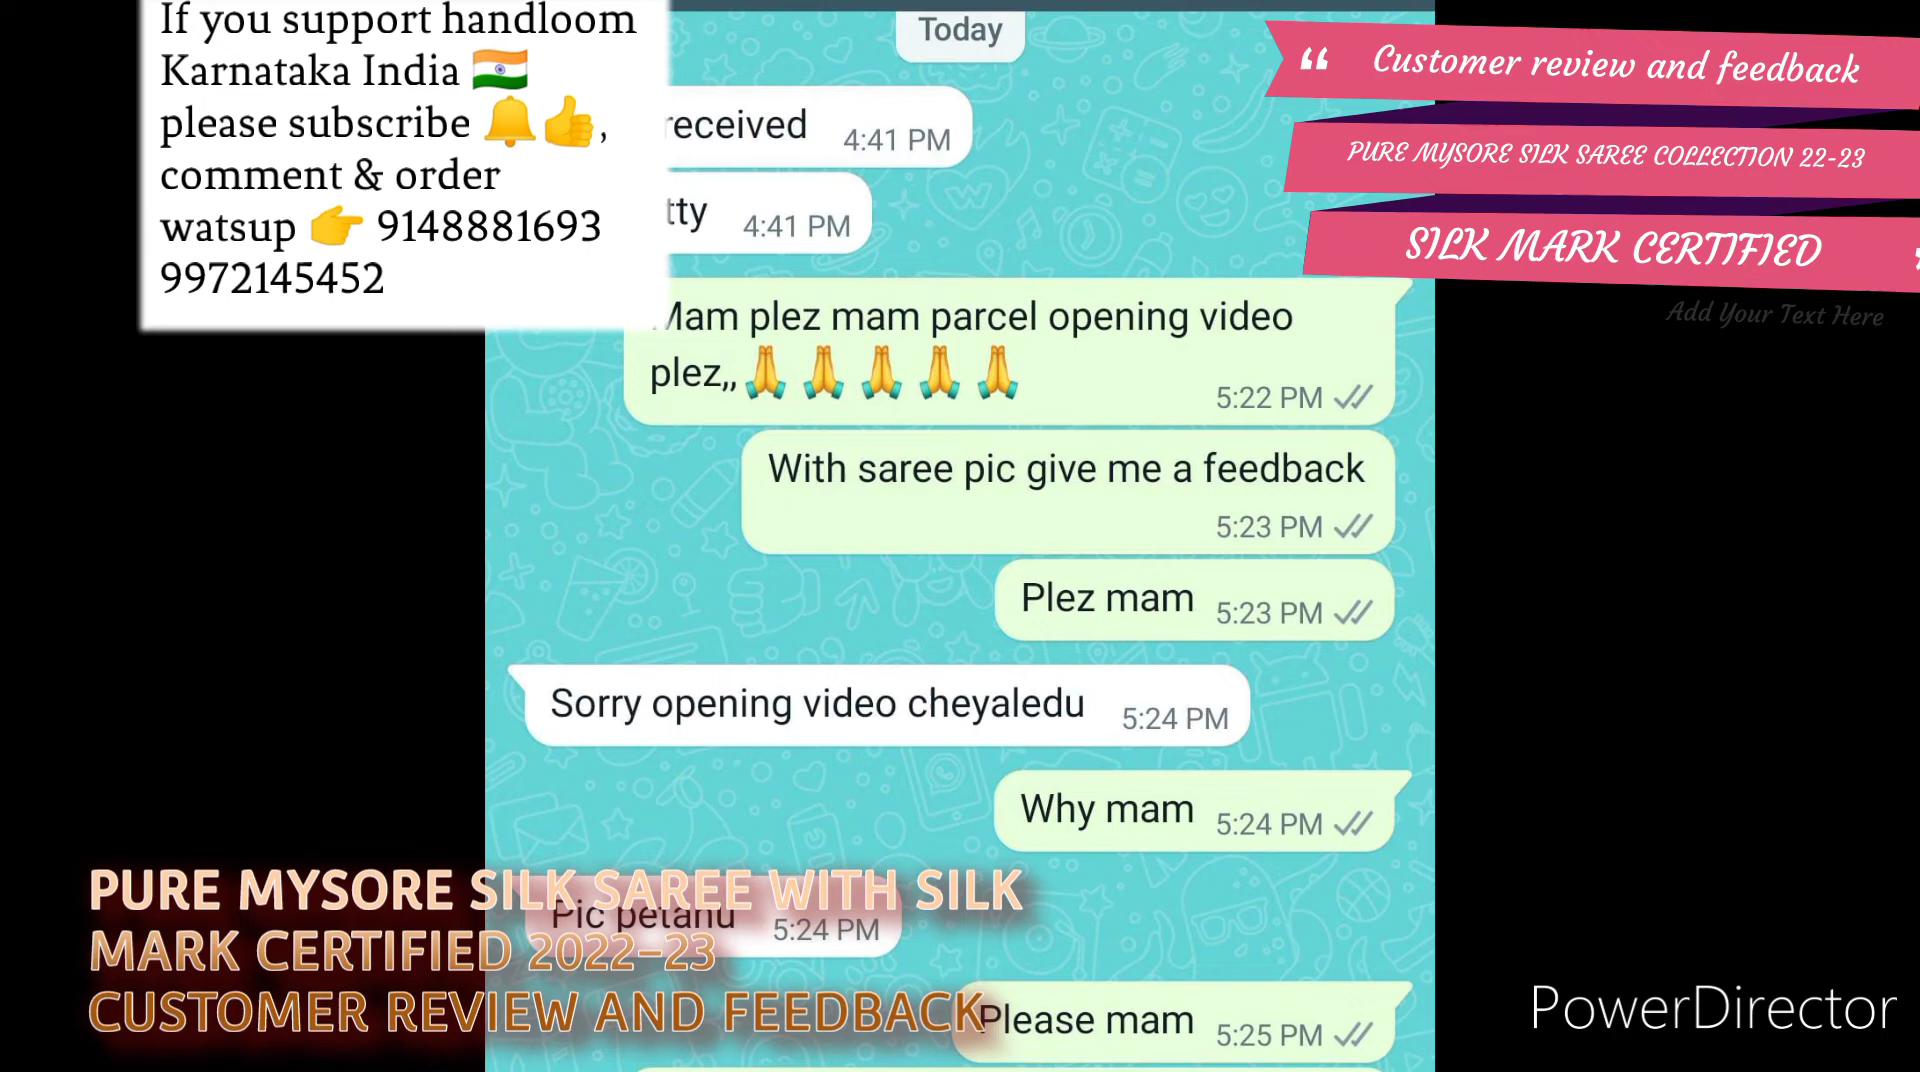 If you support handloom
Karnataka India 🇮🇳
please subscribe 🔔👍,
comment & order
watsup 👉 9148881693
9972145452
Today
received 4:41 PM
tty 4:41 PM
Mam plez mam parcel opening video
plez,,🙏🙏🙏🙏🙏
5:22 PM
With saree pic give me a feedback
5:23 PM
Plez mam 5:23 PM
Sorry opening video cheyaledu 5:24 PM
Why mam 5:24 PM
Pic petanu 5:24 PM
Please mam 5:25 PM
“ Customer review and feedback
PURE MYSORE SILK SAREE COLLECTION 22-23
SILK MARK CERTIFIED
Add Your Text Here
PURE MYSORE SILK SAREE WITH SILK
MARK CERTIFIED 2022-23
CUSTOMER REVIEW AND FEEDBACK
PowerDirector